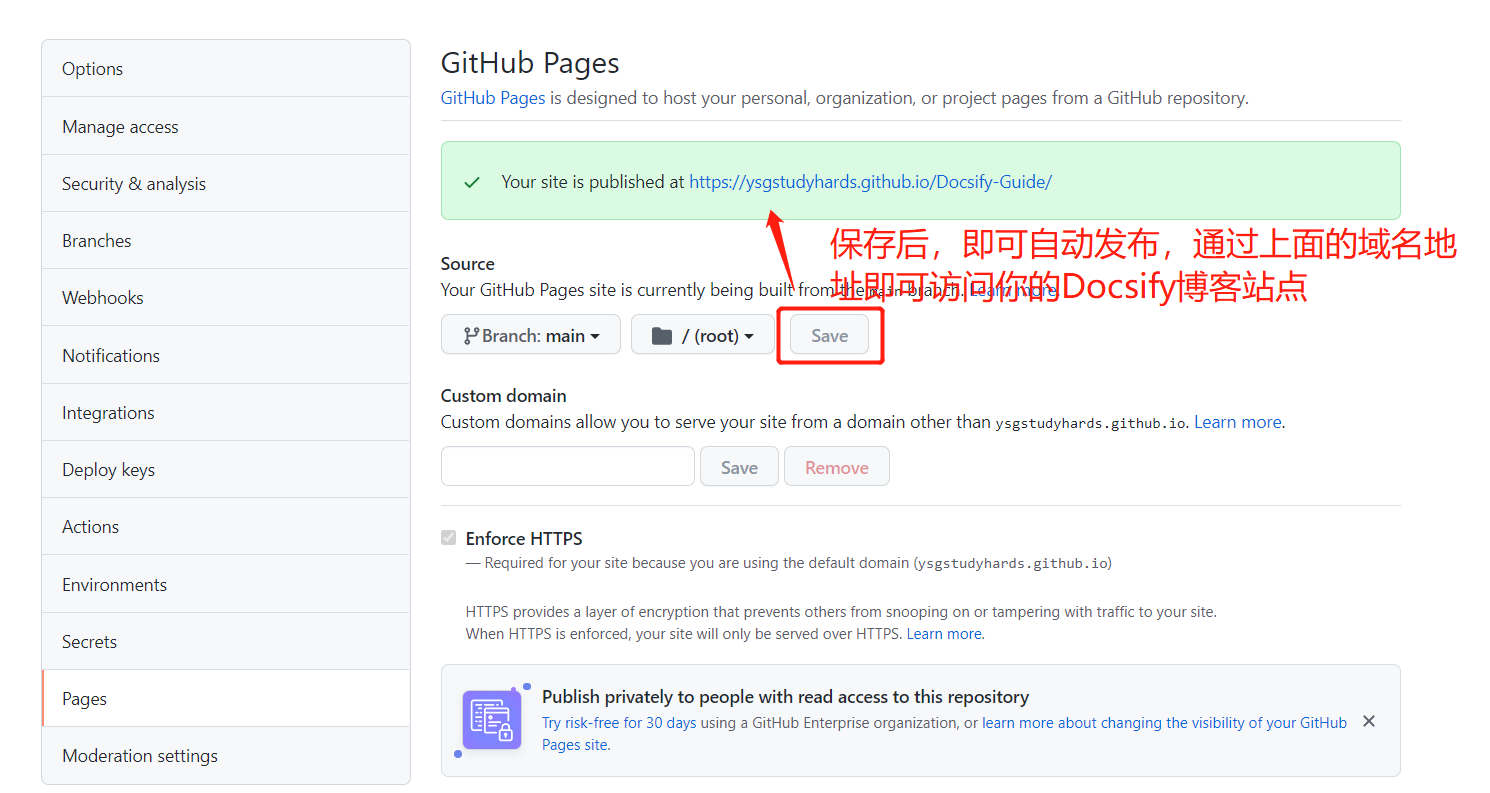 Options
Manage access
Security & analysis
Branches
Webhooks
Notifications
Integrations
Deploy keys
Actions
Environments
Secrets
Pages
Moderation settings
GitHub Pages
GitHub Pages is designed to host your personal, organization, or project pages from a GitHub repository.
Your site is published at https://ysgstudyhards.github.io/Docsify-Guide/
保存后，即可自动发布，通过上面的域名地
址即可访问你的Docsify博客站点
Source
Your GitHub Pages site is currently being built from the main branch. Learn more.
Branch: main
/ (root)
Save
Custom domain
Custom domains allow you to serve your site from a domain other than ysgstudyhards.github.io. Learn more.
Save
Remove
Enforce HTTPS
— Required for your site because you are using the default domain (ysgstudyhards.github.io)
HTTPS provides a layer of encryption that prevents others from snooping on or tampering with traffic to your site.
When HTTPS is enforced, your site will only be served over HTTPS. Learn more.
Publish privately to people with read access to this repository
Try risk-free for 30 days using a GitHub Enterprise organization, or learn more about changing the visibility of your GitHub
Pages site.